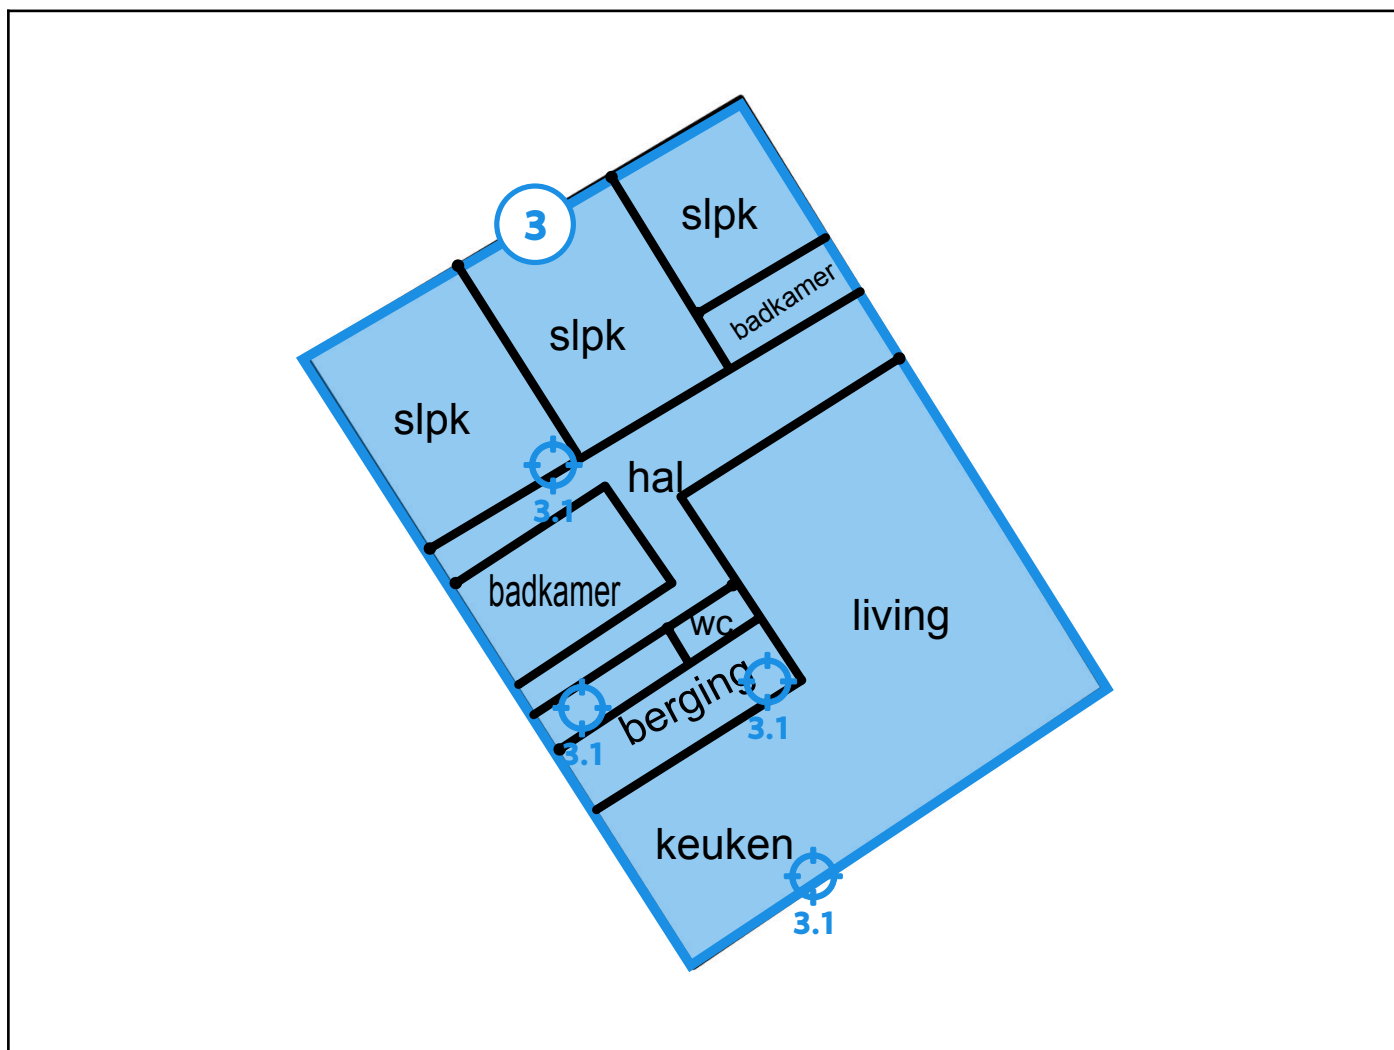 slpk
3
badkamer
slpk
slpk
hal
3.1
badkamer
living
wc
berging
3.1
3.1
keuken
3.1